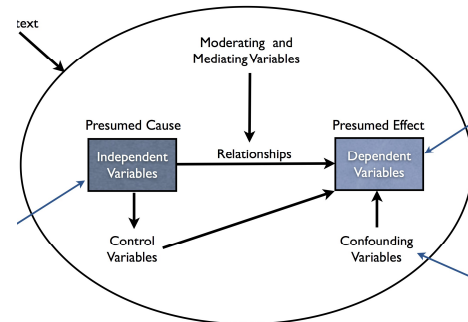 text
Moderating and
Mediating Variables
Presumed Cause
Presumed Effect
Independent
Variables
Relationships
Dependent
Variables
Control
Variables
Confounding
Variables